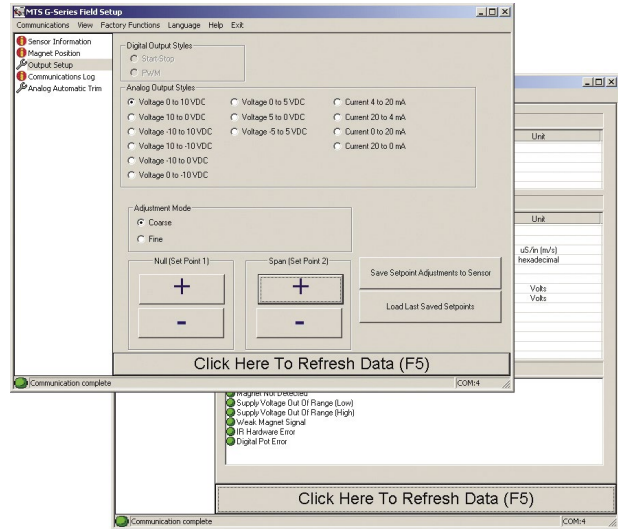 MTS G-Series Field Setup
Communications View Factory Functions Language Help Exit
Sensor Information
Magnet Position
Output Setup
Communications Log
Analog Automatic Trim
Digital Output Styles
Start-Stop
PWM
Analog Output Styles
Voltage 0 to 10 VDC
Voltage 0 to 5 VDC
Current 4 to 20 mA
Voltage 10 to 0 VDC
Voltage 5 to 0 VDC
Current 20 to 4 mA
Voltage -10 to 10 VDC
Voltage -5 to 5 VDC
Current 0 to 20 mA
Voltage 10 to -10 VDC
Current 20 to 0 mA
Voltage -10 to 0 VDC
Voltage 0 to -10 VDC
Adjustment Mode
Coarse
Fine
Null (Set Point 1)
+
-
Span (Set Point 2)
+
-
Save Setpoint Adjustments to Sensor
Load Last Saved Setpoints
Click Here To Refresh Data (F5)
Communication complete
COM:4
Unit
Unit
uS/in (m/s)
hexadecimal
Volts
Volts
Magnet Not Detected
Supply Voltage Out Of Range (Low)
Supply Voltage Out Of Range (High)
Weak Magnet Signal
IR Hardware Error
Digital Pot Error
Click Here To Refresh Data (F5)
Communication complete
COM:4